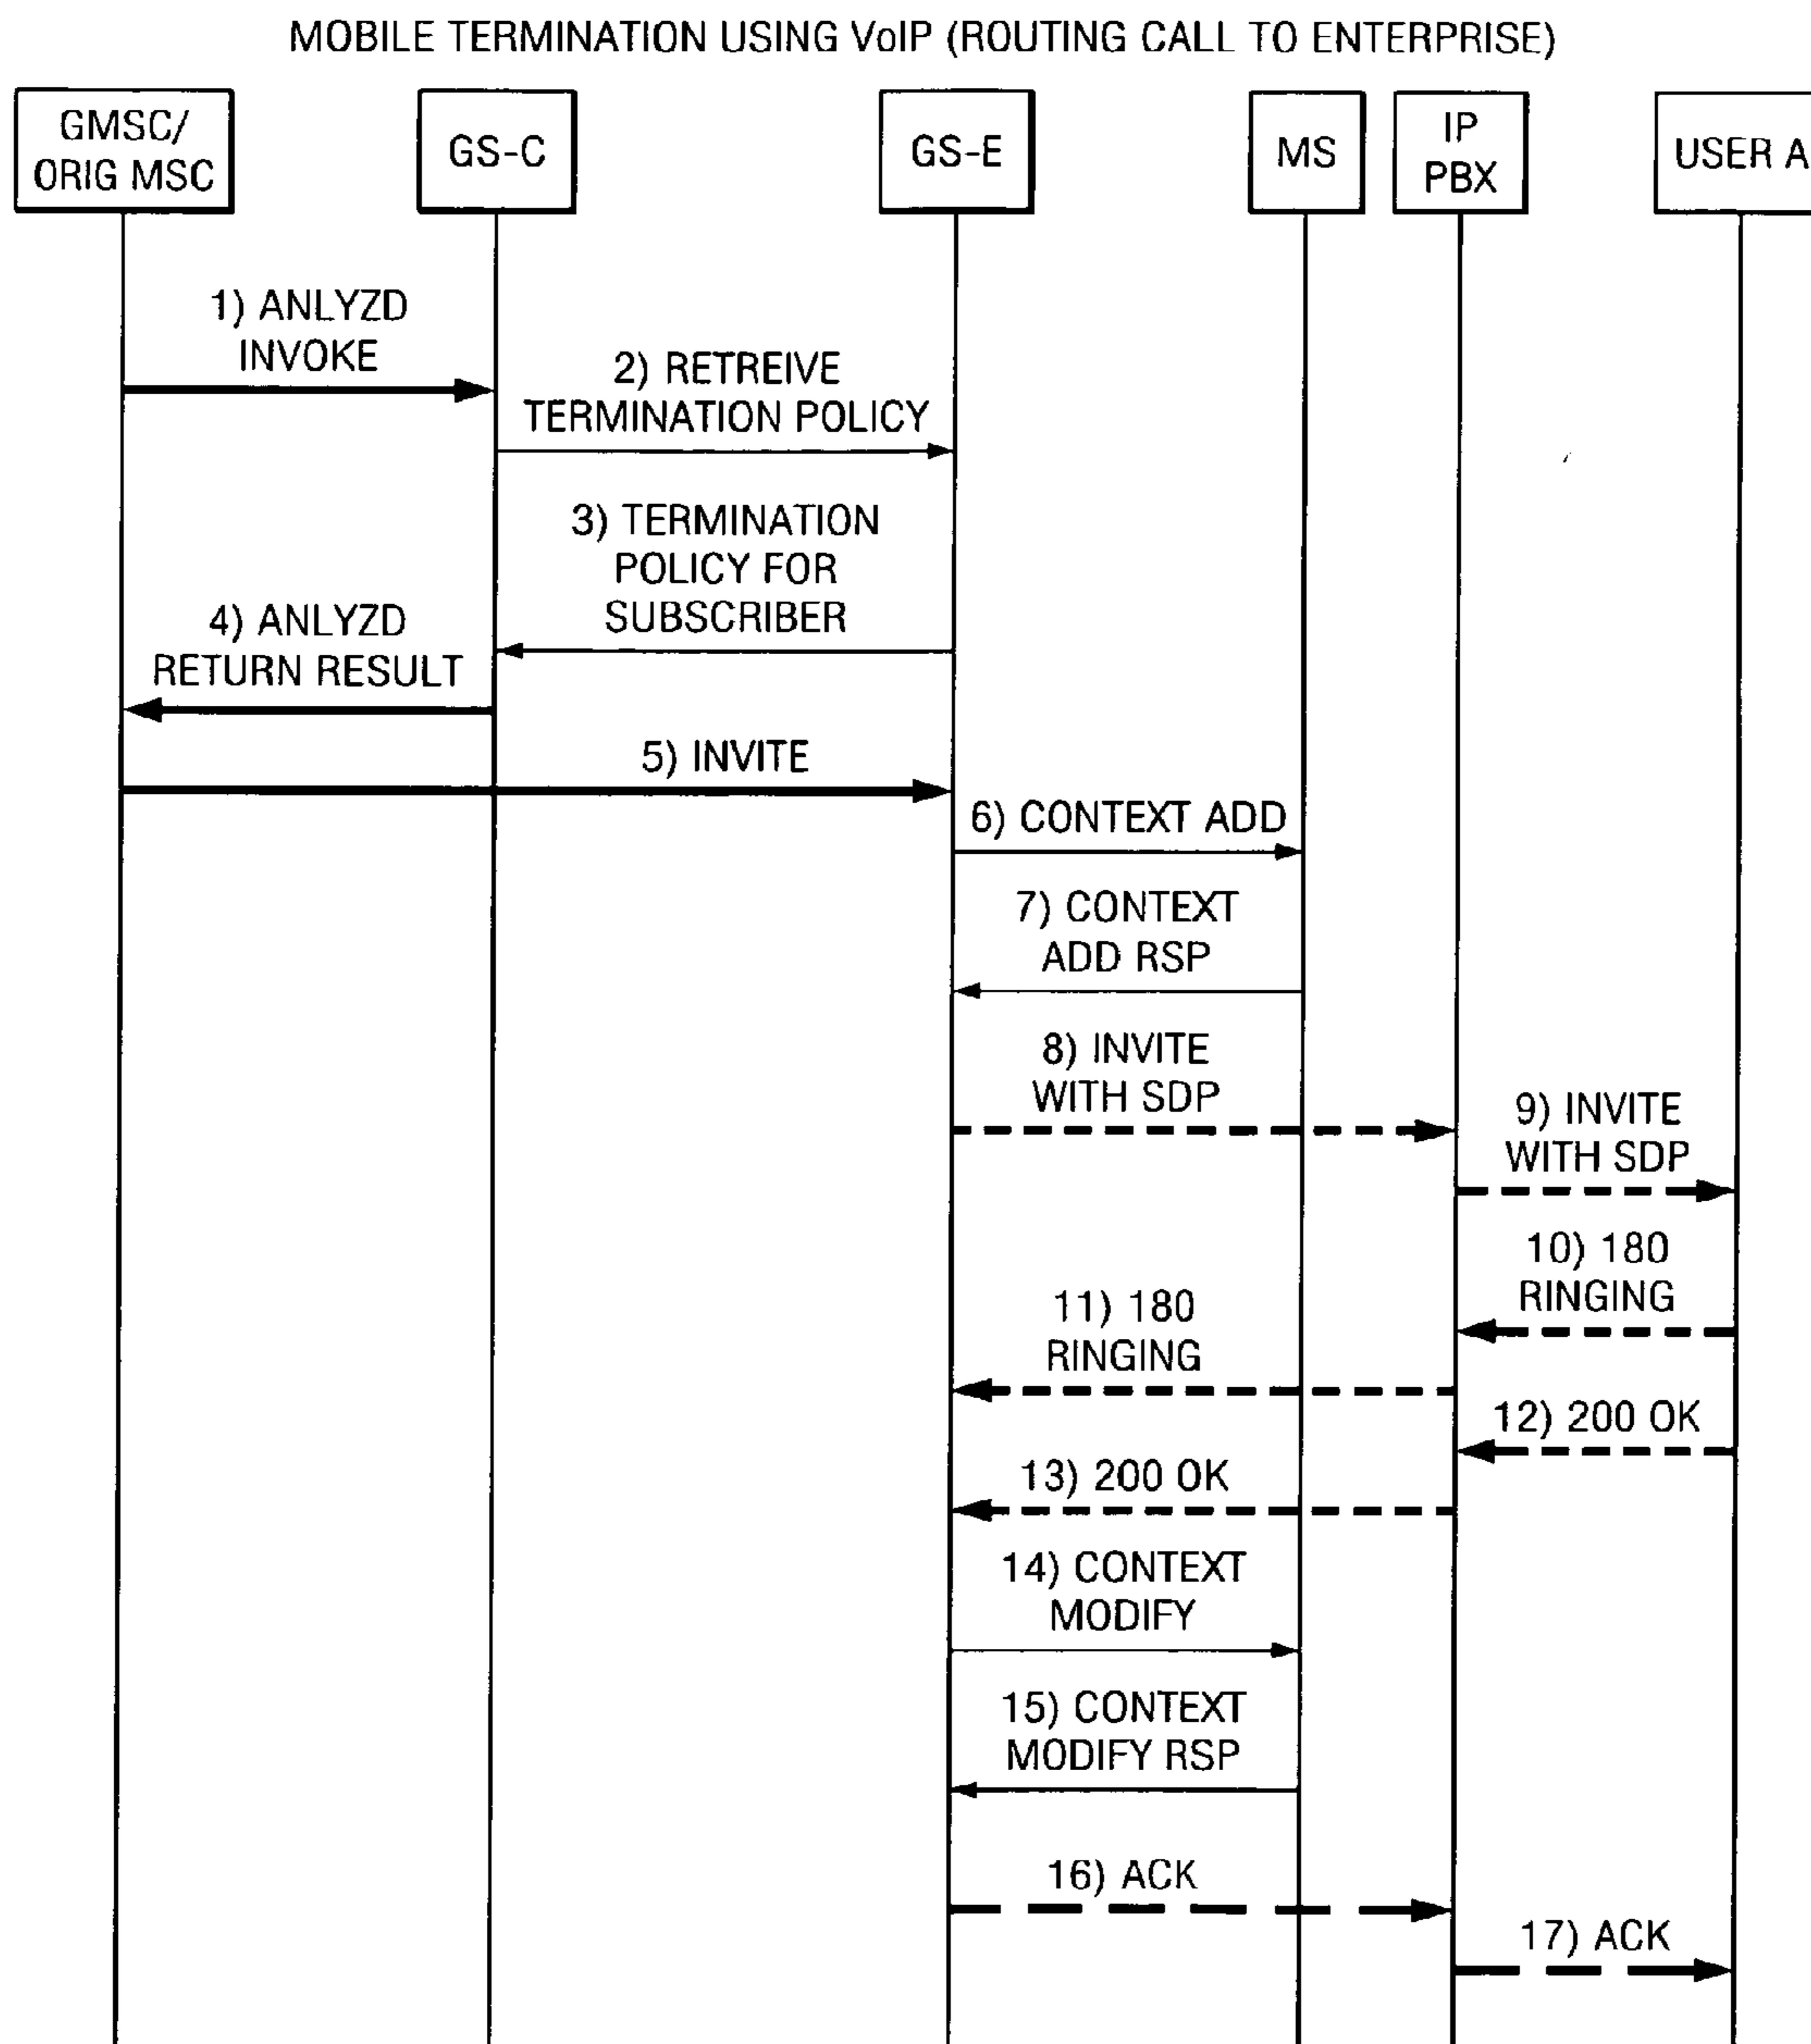 MOBILE TERMINATION USING VoIP (ROUTING CALL TO ENTERPRISE)
GMSC/
ORIG MSC
GS-C
GS-E
MS
IP
PBX
USER A
1) ANLYZD
INVOKE
2) RETREIVE
TERMINATION POLICY
3) TERMINATION
POLICY FOR
SUBSCRIBER
4) ANLYZD
RETURN RESULT
5) INVITE
6) CONTEXT ADD
7) CONTEXT
ADD RSP
8) INVITE
WITH SDP
9) INVITE
WITH SDP
10) 180
RINGING
11) 180
RINGING
12) 200 OK
13) 200 OK
14) CONTEXT
MODIFY
15) CONTEXT
MODIFY RSP
16) ACK
17) ACK